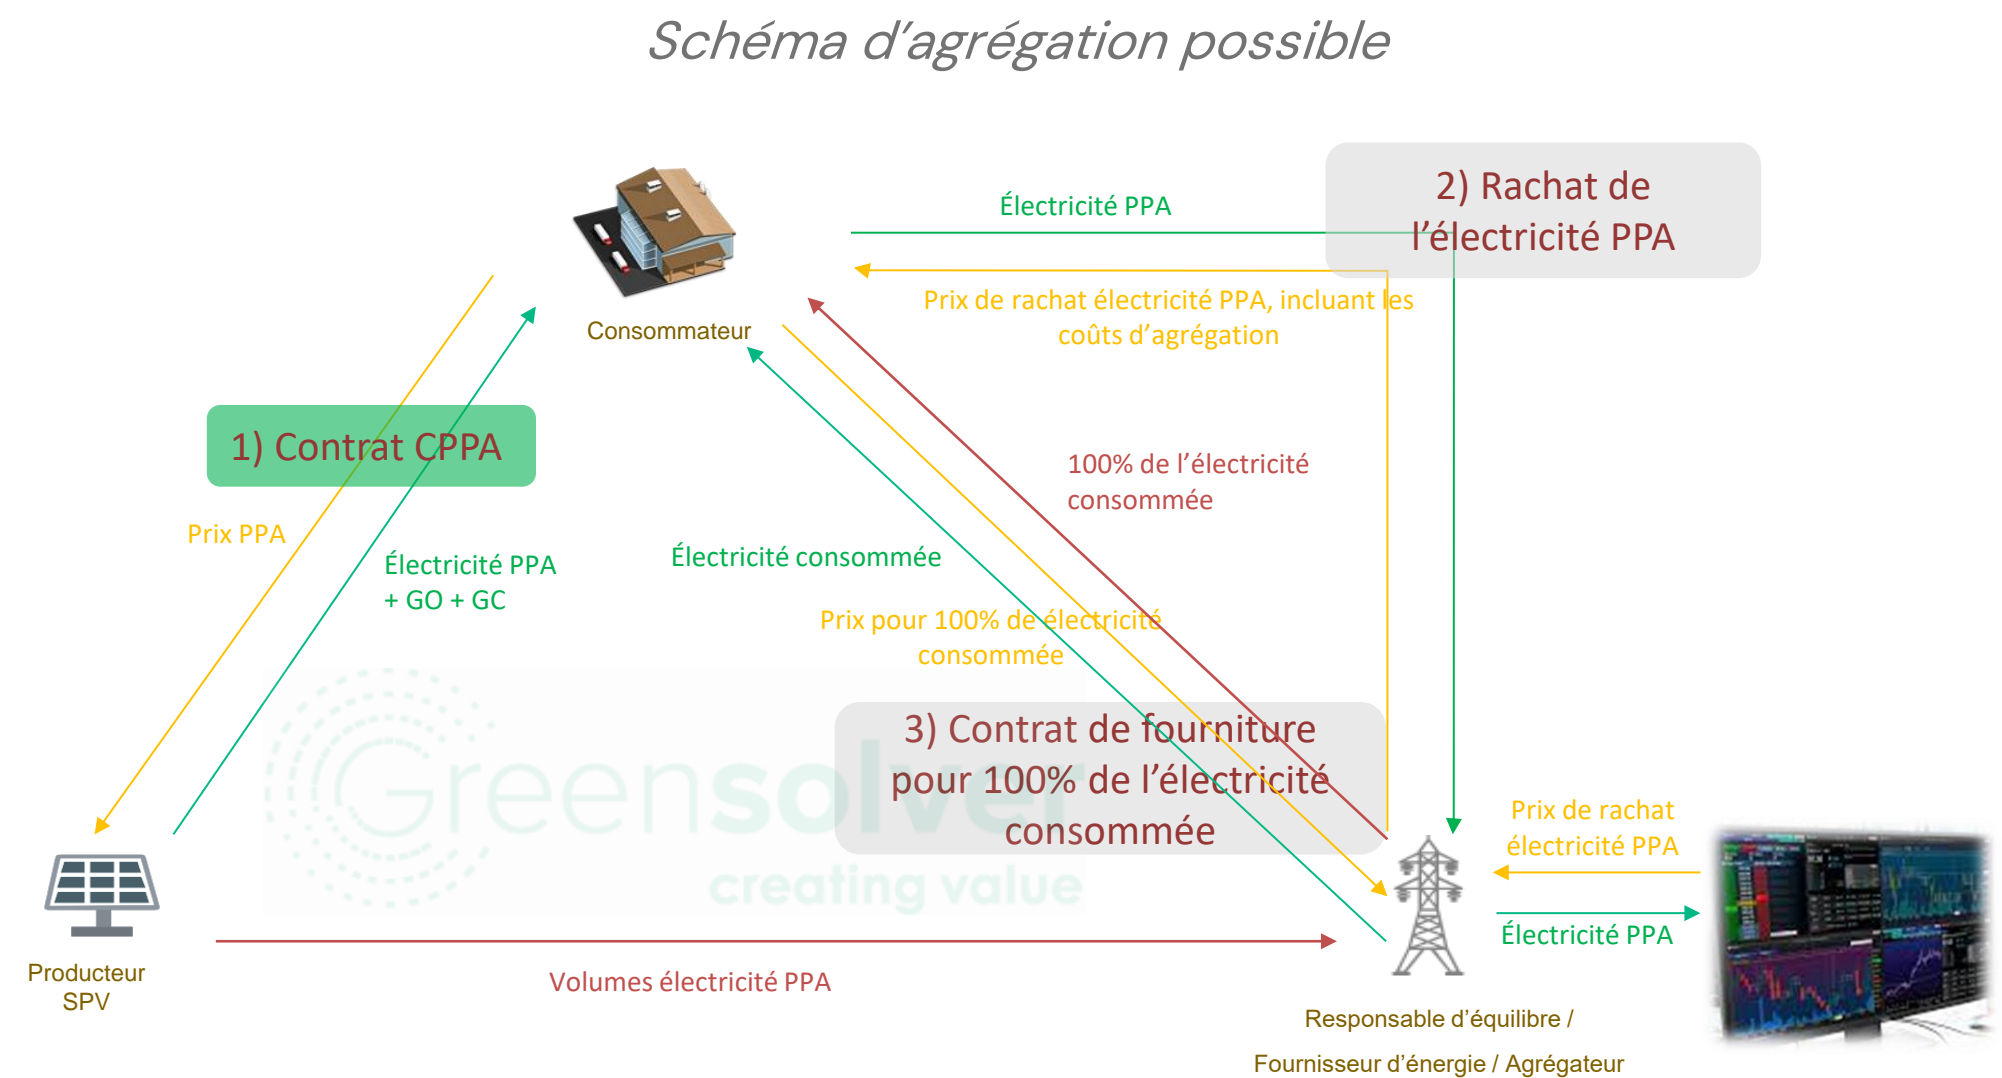 Schéma d'agrégation possible
2) Rachat de
l'électricité PPA
Électricité PPA
Prix de rachat électricité PPA, incluant les
coûts d'agrégation
Consommateur
1) Contrat CPPA
100% de l'électricité
consommée
Prix PPA
Électricité PPA
+ GO + GC
Électricité consommée
Prix pour 100% de électricité
consommée
3) Contrat de fourniture
pour 100% de l'électricité
consommée
Greensolver
creating value
Prix de rachat
électricité PPA
Électricité PPA
Producteur
SPV
Volumes électricité PPA
Responsable d'équilibre /
Fournisseur d'énergie / Agrégateur